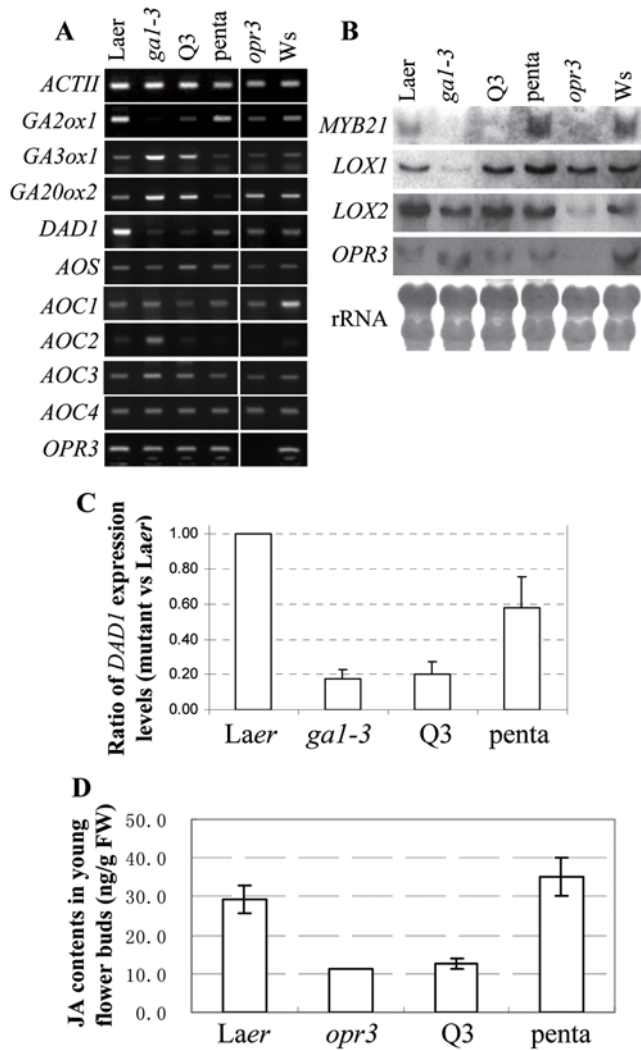 A
Laer ga1-3 Q3 penta opr3 Ws
ACTII
GA2ox1
GA3ox1
GA20ox2
DAD1
AOS
AOC1
AOC2
AOC3
AOC4
OPR3
B
Laer ga1-3 Q3 penta opr3 Ws
MYB21
LOX1
LOX2
OPR3
rRNA
C
Ratio of DAD1 expression
levels (mutant vs Laer)
1.00
0.80
0.60
0.40
0.20
0.00
Laer ga1-3 Q3 penta
D
JA contents in young
flower buds (ng/g FW)
50.0
40.0
30.0
20.0
10.0
0.0
Laer opr3 Q3 penta